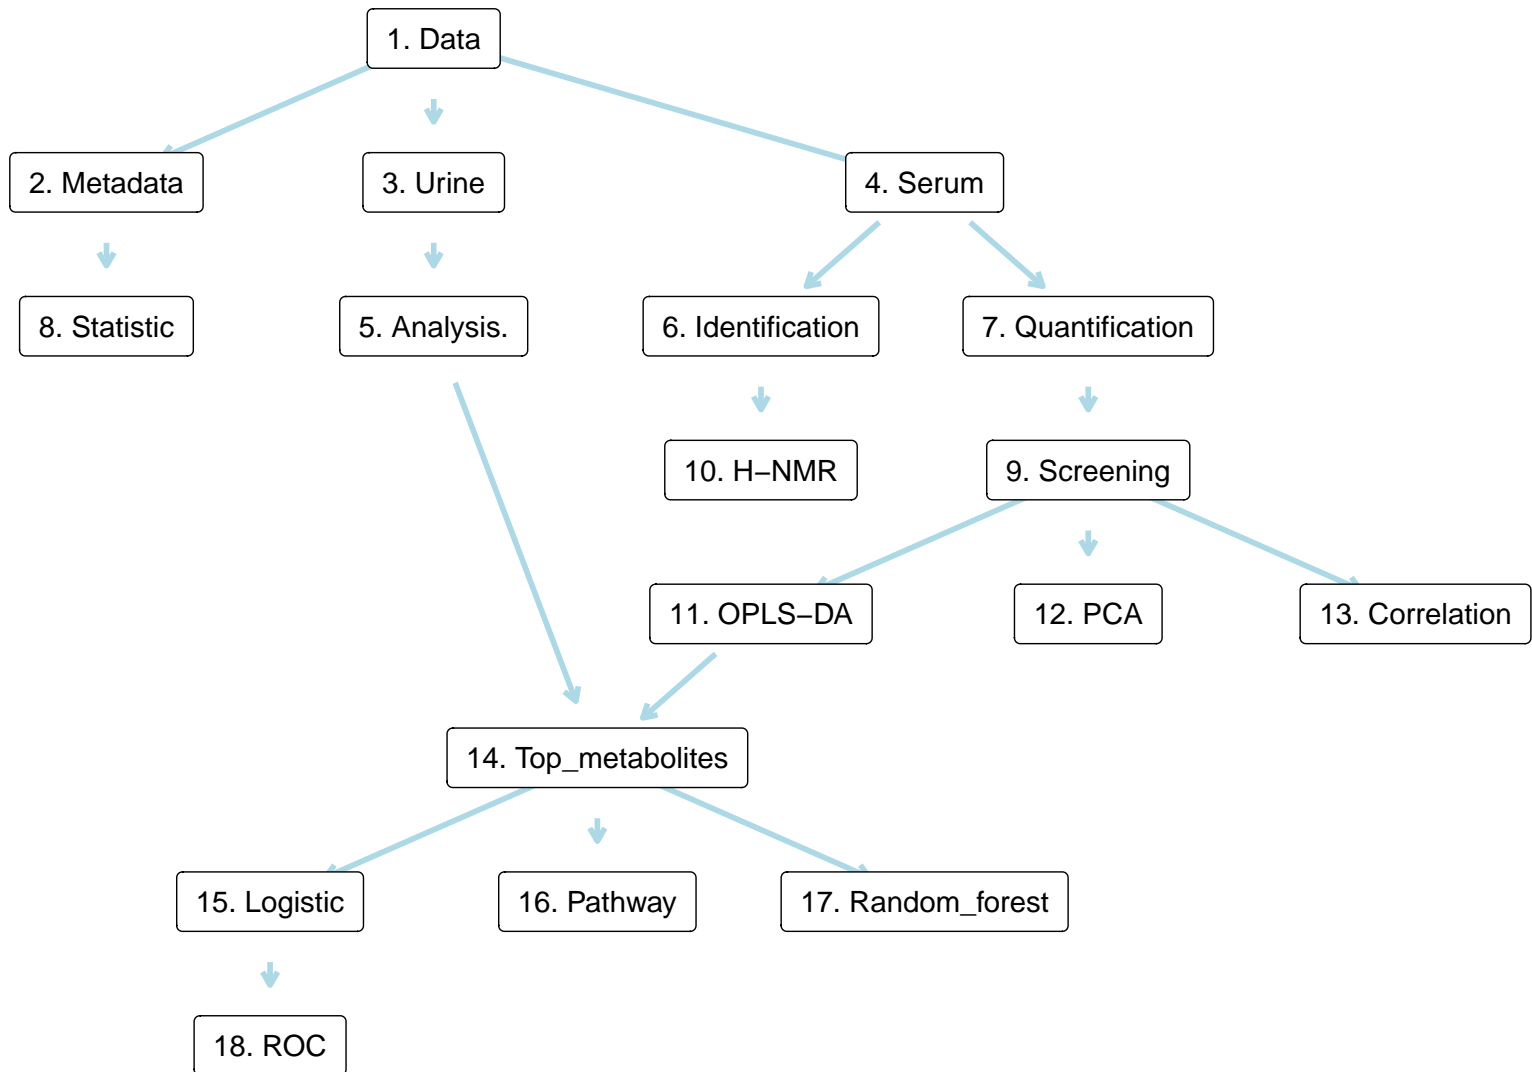 1. Data
2. Metadata
3. Urine
4. Serum
8. Statistic
5. Analysis.
6. Identification
7. Quantification
10. H−NMR
9. Screening
11. OPLS−DA
12. PCA
13. Correlation
14. Top_metabolites
15. Logistic
16. Pathway
17. Random_forest
18. ROC